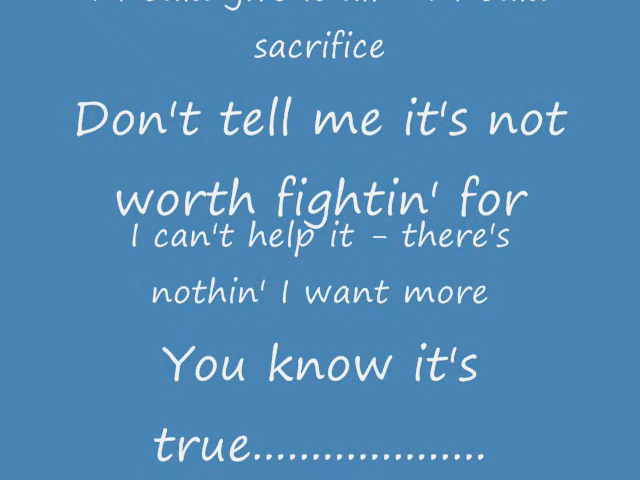 sacrifice
Don't tell me it's not
worth fightin' for
I can't help it - there's
nothin' I want more
You know it's
true....................